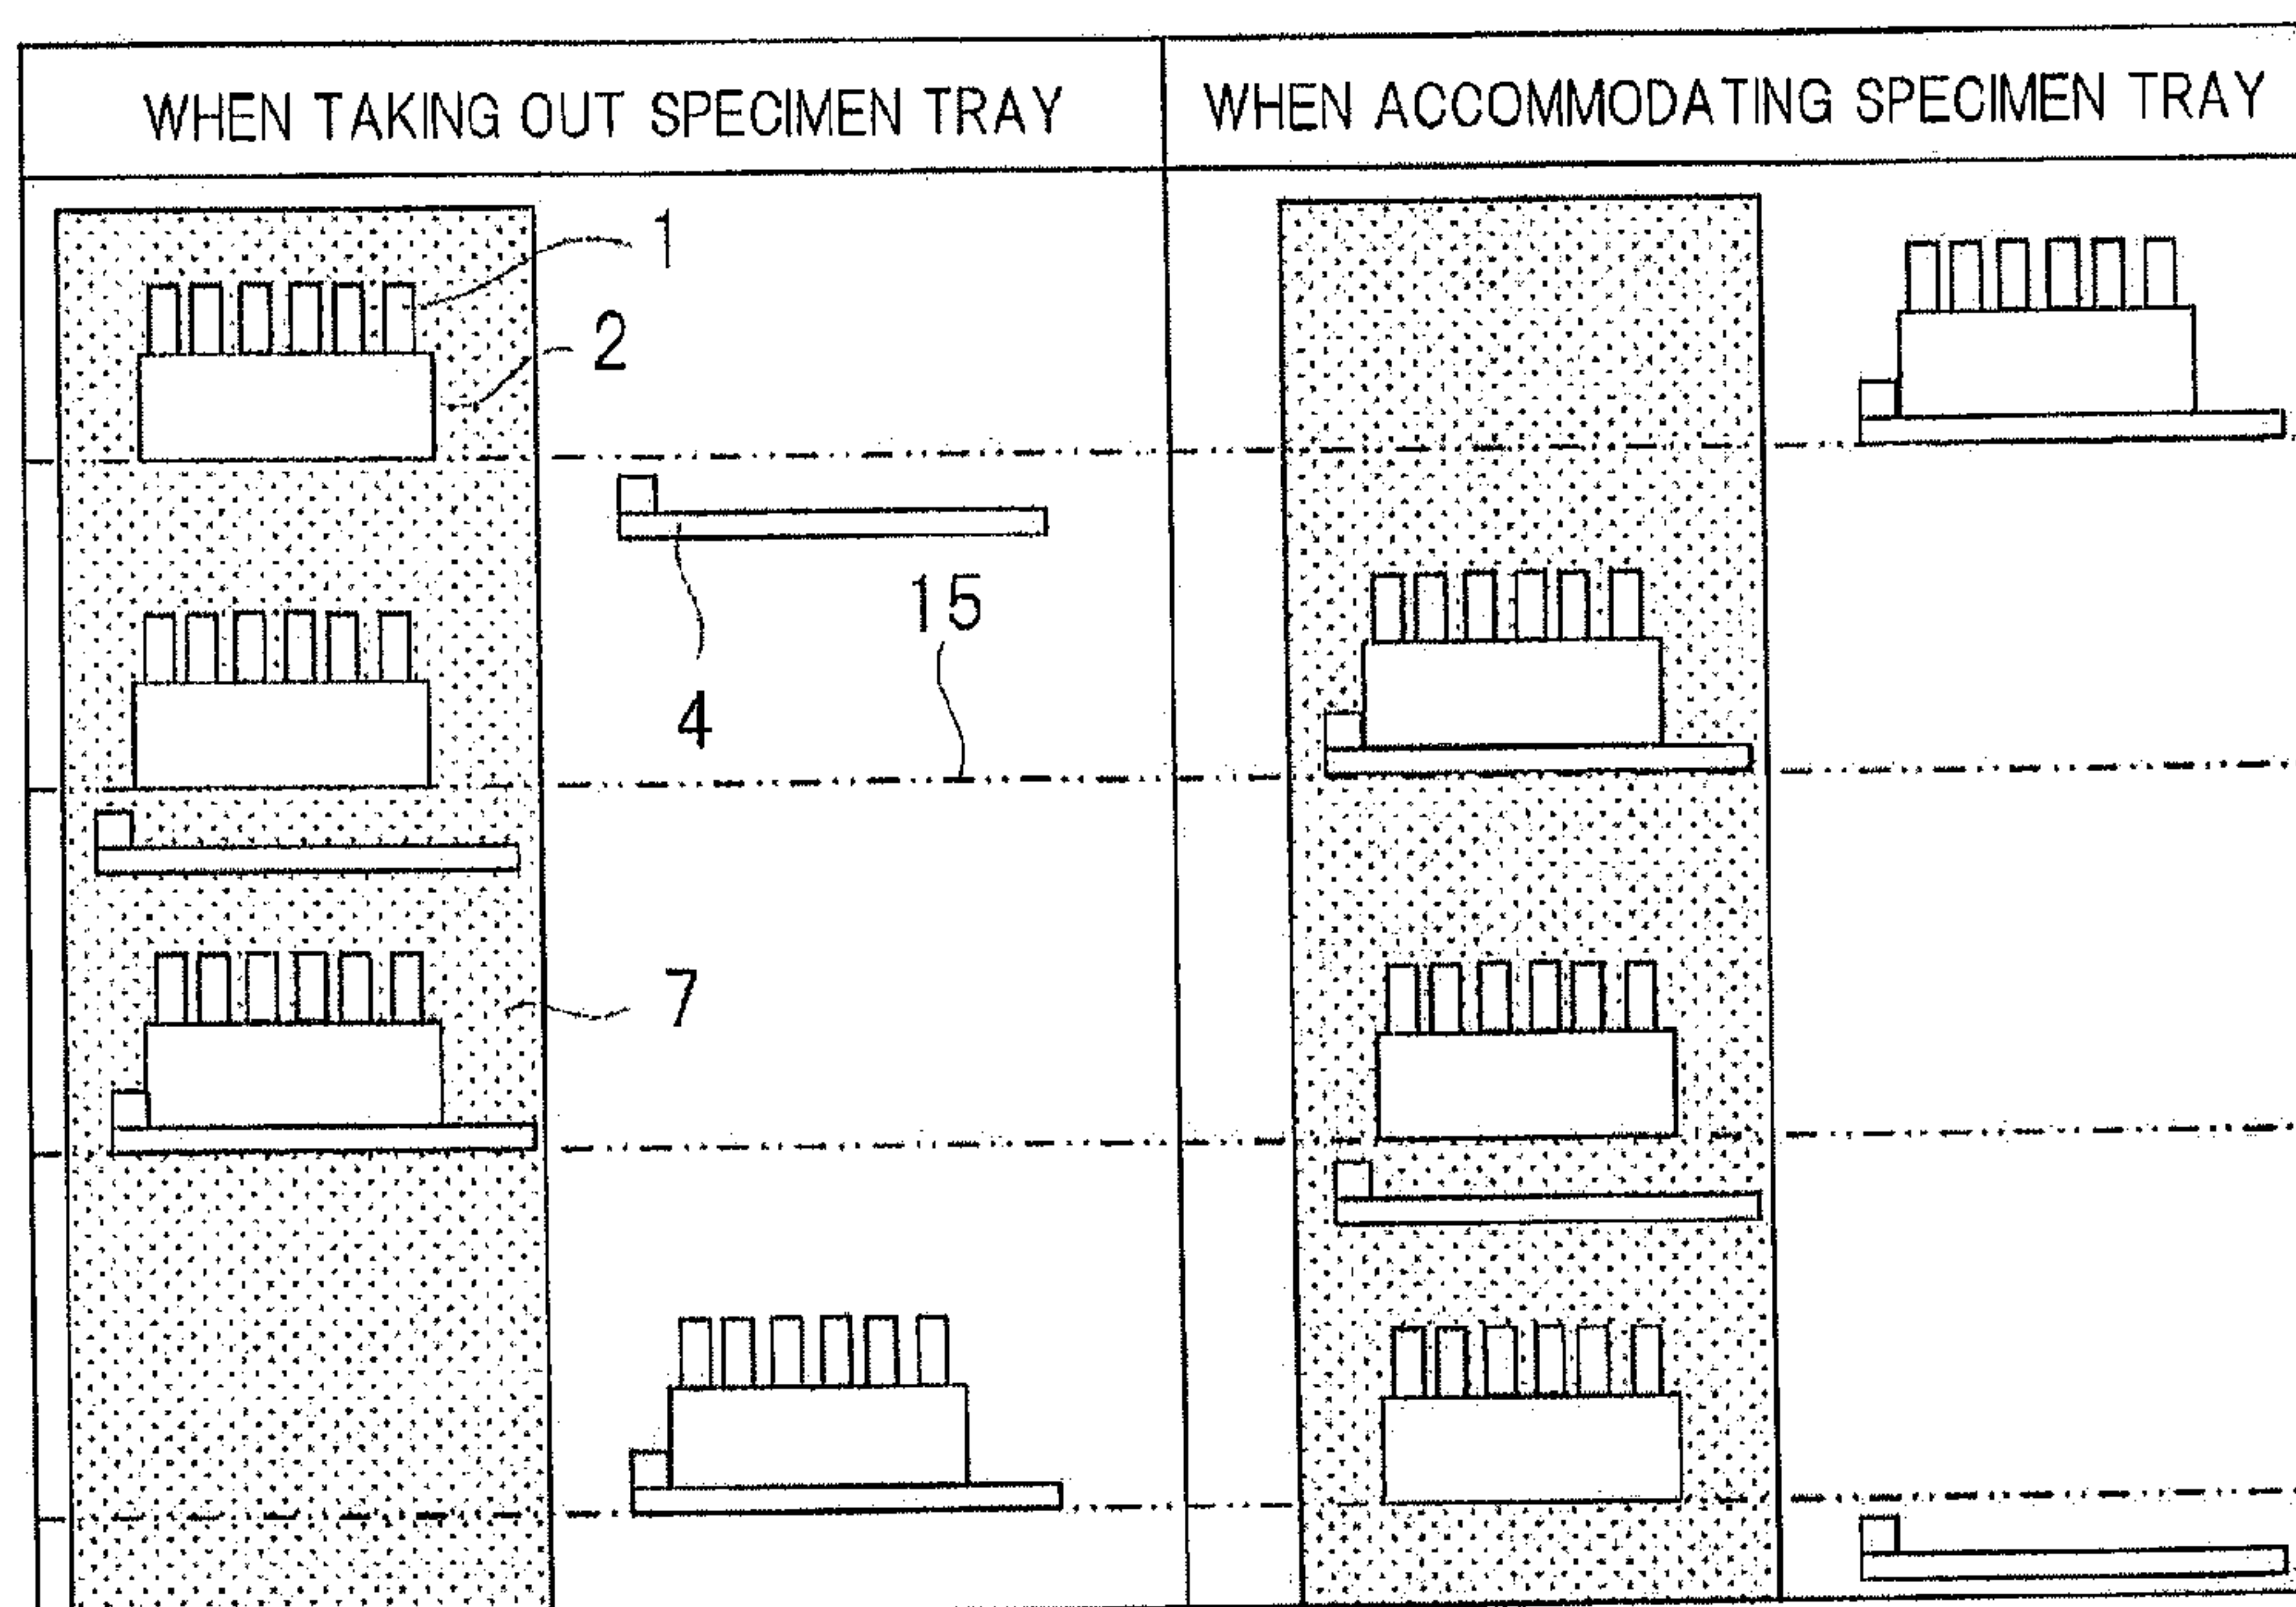 WHEN TAKING OUT SPECIMEN TRAY
WHEN ACCOMMODATING SPECIMEN TRAY
1
2
15
4
7